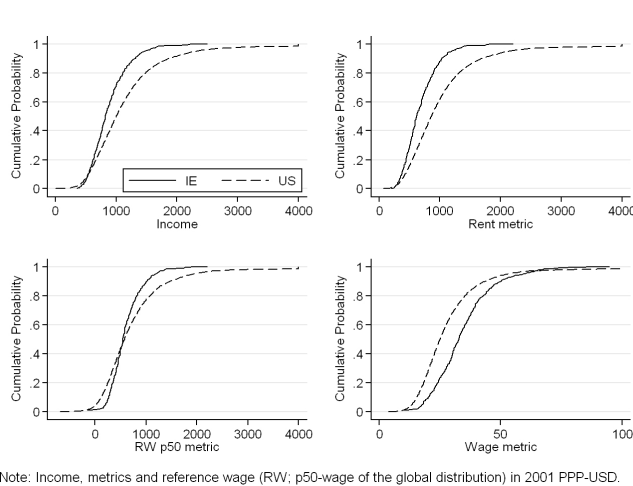 Cumulative Probability
1
.8
.6
.4
.2
0
IE
US
0 1000 2000 3000 4000
Income
Cumulative Probability
1
.8
.6
.4
.2
0
0 1000 2000 3000 4000
Rent metric
Cumulative Probability
1
.8
.6
.4
.2
0
0 1000 2000 3000 4000
RW p50 metric
Cumulative Probability
1
.8
.6
.4
.2
0
0 50 100
Wage metric
Note: Income, metrics and reference wage (RW; p50-wage of the global distribution) in 2001 PPP-USD.